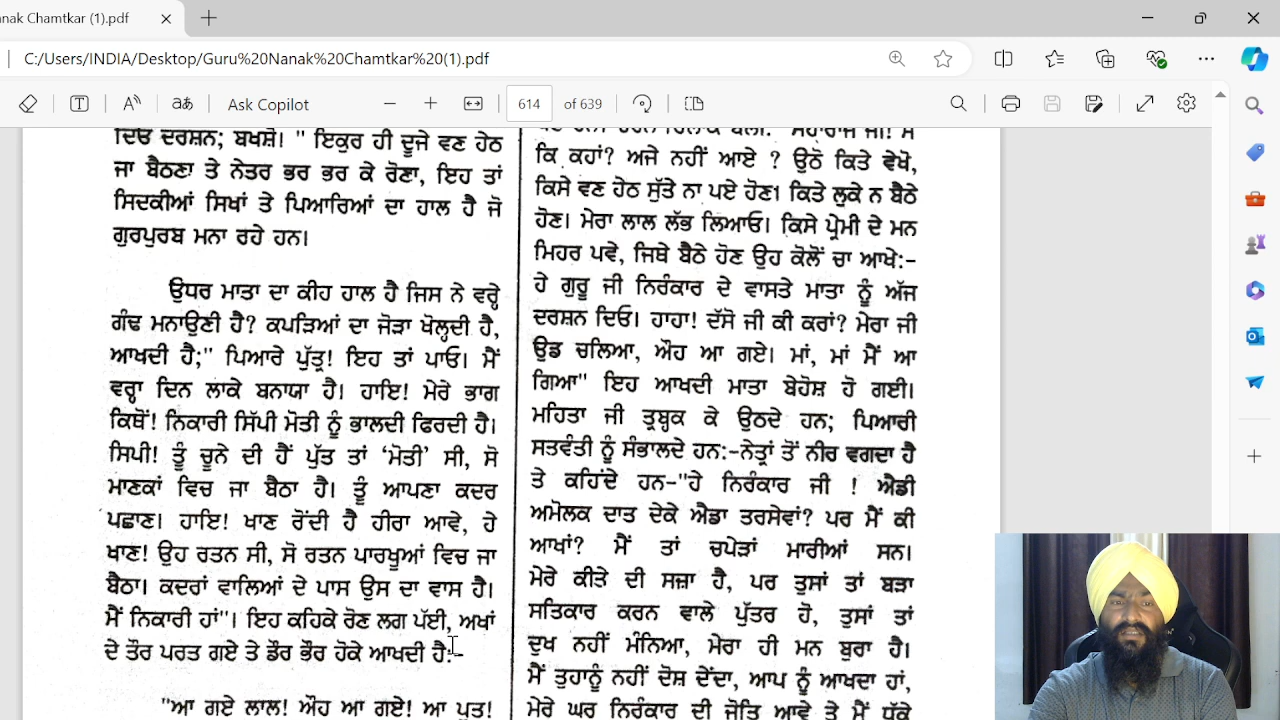 nak Chamtkar (1).pdf
C:/Users/INDIA/Desktop/Guru%20Nanak%20Chamtkar%20(1).pdf
Ask Copilot
614 of 639
ਦਿਓ ਦਰਸ਼ਨ; ਬਖਸ਼ੋ। " ਇਕੁਰ ਹੀ ਦੂਜੇ ਵਣ ਹੇਠ
ਜਾ ਬੈਠਣਾ ਤੇ ਨੇਤਰ ਭਰ ਭਰ ਕੇ ਰੋਣਾ, ਇਹ ਤਾਂ
ਸਿਦਕੀਆਂ ਸਿਖਾਂ ਤੇ ਪਿਆਰਿਆਂ ਦਾ ਹਾਲ ਹੈ ਜੋ
ਗੁਰਪੁਰਬ ਮਨਾ ਰਹੇ ਹਨ।
ਉਧਰ ਮਾਤਾ ਦਾ ਕੀਹ ਹਾਲ ਹੈ ਜਿਸ ਨੇ ਵਰ੍ਹੇ
ਗੰਢ ਮਨਾਉਣੀ ਹੈ? ਕਪੜਿਆਂ ਦਾ ਜੋੜਾ ਖੋਲ੍ਹਦੀ ਹੈ,
ਆਖਦੀ ਹੈ;" ਪਿਆਰੇ ਪੁੱਤ੍ਰ! ਇਹ ਤਾਂ ਪਾਓ। ਮੈਂ
ਵਰ੍ਹਾ ਦਿਨ ਲਾਕੇ ਬਨਾਯਾ ਹੈ। ਹਾਇ! ਮੇਰੇ ਭਾਗ
ਕਿਥੋਂ! ਨਿਕਾਰੀ ਸਿੱਪੀ ਮੋਤੀ ਨੂੰ ਭਾਲਦੀ ਫਿਰਦੀ ਹੈ।
ਸਿਪੀ! ਤੂੰ ਚੂਨੇ ਦੀ ਹੈਂ ਪੁੱਤ ਤਾਂ ‘ਮੋਤੀ’ ਸੀ, ਸੋ
ਮਾਣਕਾਂ ਵਿਚ ਜਾ ਬੈਠਾ ਹੈ। ਤੂੰ ਆਪਣਾ ਕਦਰ
ਪਛਾਣ। ਹਾਇ! ਖਾਣ ਰੋਂਦੀ ਹੈ ਹੀਰਾ ਆਵੇ, ਹੇ
ਖਾਣ! ਉਹ ਰਤਨ ਸੀ, ਸੋ ਰਤਨ ਪਾਰਖੂਆਂ ਵਿਚ ਜਾ
ਬੈਠਾ। ਕਦਰਾਂ ਵਾਲਿਆਂ ਦੇ ਪਾਸ ਉਸ ਦਾ ਵਾਸ ਹੈ।
ਮੈਂ ਨਿਕਾਰੀ ਹਾਂ"। ਇਹ ਕਹਿਕੇ ਰੋਣ ਲਗ ਪੱਈ, ਅਖਾਂ
ਦੇ ਤੌਰ ਪਰਤ ਗਏ ਤੇ ਡੌਰ ਭੌਰ ਹੋਕੇ ਆਖਦੀ ਹੈ:-
"ਆ ਗਏ ਲਾਲ! ਔਹ ਆ ਗਏ! ਆ ਪੁਤ੍ਰ!
ਕਿ ਕਹਾਂ? ਅਜੇ ਨਹੀਂ ਆਏ ? ਉਠੋ ਕਿਤੇ ਵੇਖੋ,
ਕਿਸੇ ਵਣ ਹੇਠ ਸੁੱਤੇ ਨਾ ਪਏ ਹੋਣ। ਕਿਤੇ ਲੁਕੇ ਨ ਬੈਠੇ
ਹੋਣ। ਮੇਰਾ ਲਾਲ ਲੱਭ ਲਿਆਓ। ਕਿਸੇ ਪ੍ਰੇਮੀ ਦੇ ਮਨ
ਮਿਹਰ ਪਵੇ, ਜਿਥੇ ਬੈਠੇ ਹੋਣ ਉਹ ਕੋਲੋਂ ਚਾ ਆਖੇ:-
ਹੇ ਗੁਰੂ ਜੀ ਨਿਰੰਕਾਰ ਦੇ ਵਾਸਤੇ ਮਾਤਾ ਨੂੰ ਅੱਜ
ਦਰਸ਼ਨ ਦਿਓ। ਹਾਹਾ! ਦੱਸੋ ਜੀ ਕੀ ਕਰਾਂ? ਮੇਰਾ ਜੀ
ਉਡ ਚਲਿਆ, ਔਹ ਆ ਗਏ। ਮਾਂ, ਮਾਂ ਮੈਂ ਆ
ਗਿਆ" ਇਹ ਆਖਦੀ ਮਾਤਾ ਬੇਹੋਸ਼ ਹੋ ਗਈ।
ਮਹਿਤਾ ਜੀ ਤ੍ਰਬ੍ਹਕ ਕੇ ਉਠਦੇ ਹਨ; ਪਿਆਰੀ
ਸਤਵੰਤੀ ਨੂੰ ਸੰਭਾਲਦੇ ਹਨ:-ਨੇਤ੍ਰਾਂ ਤੋਂ ਨੀਰ ਵਗਦਾ ਹੈ
ਤੇ ਕਹਿਂਦੇ ਹਨ-"ਹੇ ਨਿਰੰਕਾਰ ਜੀ ! ਐਡੀ
ਅਮੋਲਕ ਦਾਤ ਦੇਕੇ ਐਡਾ ਤਰਸੇਵਾਂ? ਪਰ ਮੈਂ ਕੀ
ਆਖਾਂ? ਮੈਂ ਤਾਂ ਚਪੇੜਾਂ ਮਾਰੀਆਂ ਸਨ।
ਮੇਰੇ ਕੀਤੇ ਦੀ ਸਜ਼ਾ ਹੈ, ਪਰ ਤੁਸਾਂ ਤਾਂ ਬੜਾ
ਸਤਿਕਾਰ ਕਰਨ ਵਾਲੇ ਪੁੱਤਰ ਹੋ, ਤੁਸਾਂ ਤਾਂ
ਦੁਖ ਨਹੀਂ ਮੰਨਿਆ, ਮੇਰਾ ਹੀ ਮਨ ਬੁਰਾ ਹੈ।
ਮੈਂ ਤੁਹਾਨੂੰ ਨਹੀਂ ਦੋਸ਼ ਦੇਂਦਾ, ਆਪ ਨੂੰ ਆਖਦਾ ਹਾਂ,
ਮੇਰੇ ਘਰ ਨਿਰੰਕਾਰ ਦੀ ਜੋਤਿ ਆਵੇ ਤੇ ਮੈਂ ਧੱਕੇ